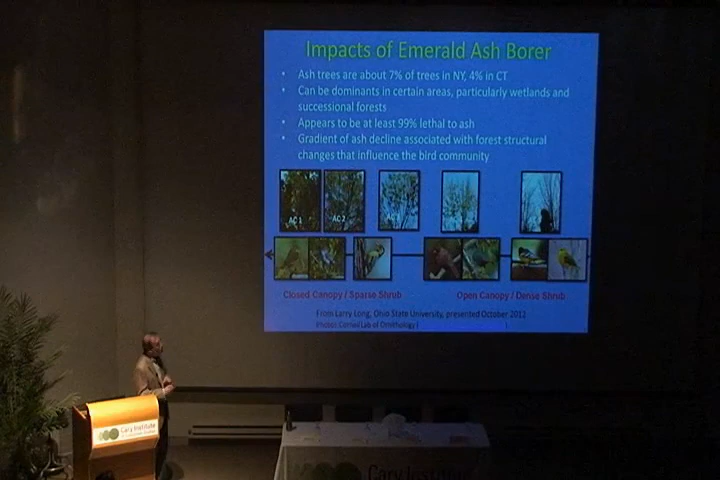 Impacts of Emerald Ash Borer
• Ash trees are about 7% of trees in NY, 4% in CT
• Can be dominants in certain areas, particularly wetlands and
successional forests
• Appears to be at least 99% lethal to ash
• Gradient of ash decline associated with forest structural
changes that influence the bird community
AC 1 AC 2 AC
Closed Canopy / Sparse Shrub Open Canopy / Dense Shrub
From Larry Long, Ohio State University, presented October 2012
Photos: Cornell Lab of Ornithology (
Cary Institute
Cary Institute